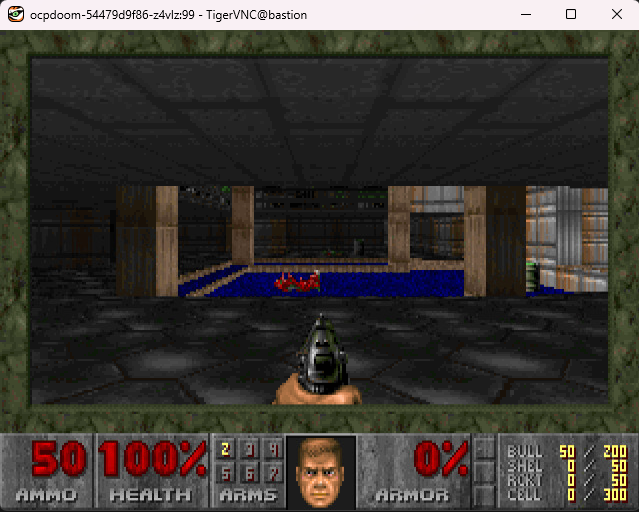 ocpdoom-54479d9f86-z4vlz:99 - TigerVNC@bastion
50 100% 2 3 4 0% BULL 50 / 200
SHEL 0 / 50
5 6 7 RCKT 0 / 50
AMMO HEALTH ARMS ARMOR CELL 0 / 300